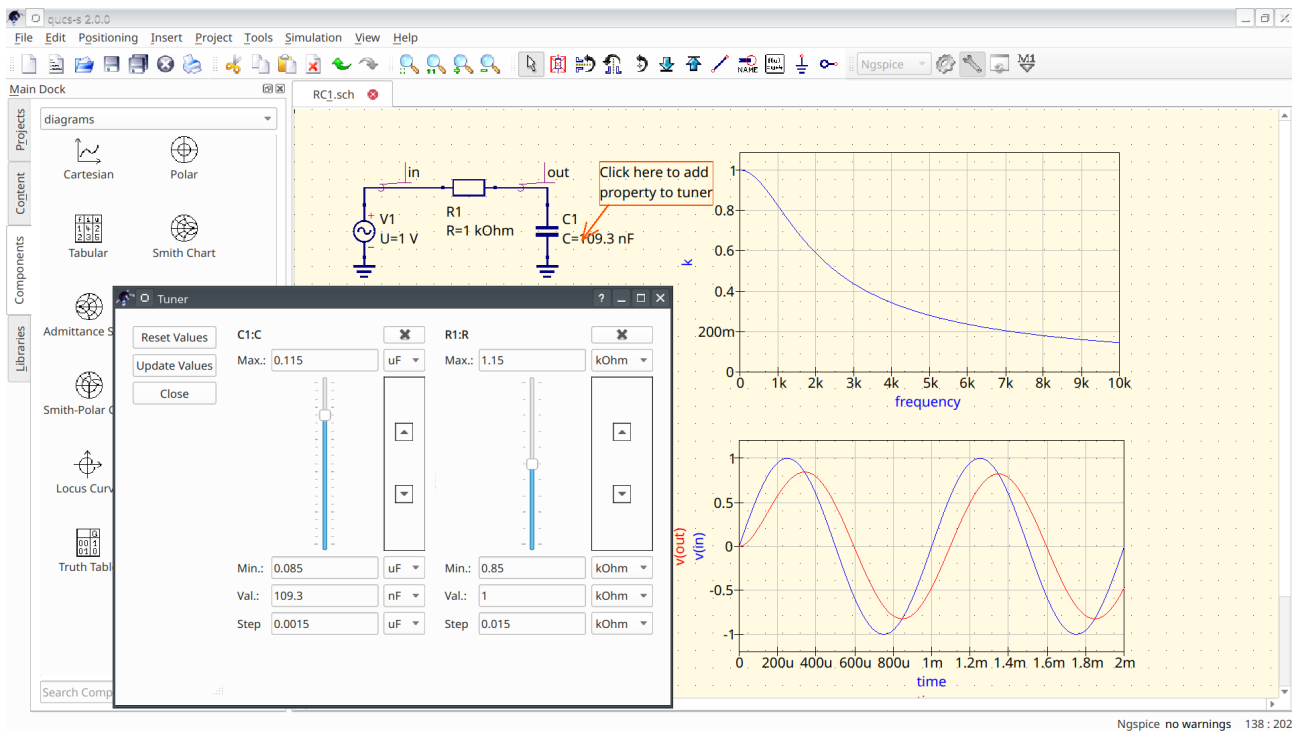 qucs-s 2.0.0
File Edit Positioning Insert Project Tools Simulation View Help
NAME
Ngspice
Main Dock
RC1.sch
Projects
Content
Components
Libraries
diagrams
Cartesian
Polar
Tabular
Smith Chart
Admittance S
Smith-Polar C
Locus Curv
Truth Tabl
Search Comp
in
out
Click here to add
property to tuner
V1
U=1 V
R1
R=1 kOhm
C1
C=109.3 nF
1
0.8
0.6
0.4
200m
0
k
0 1k 2k 3k 4k 5k 6k 7k 8k 9k 10k
frequency
1
0.5
0
-0.5
-1
v(out)
v(in)
0 200u 400u 600u 800u 1m 1.2m 1.4m 1.6m 1.8m 2m
time
Tuner
Reset Values
Update Values
Close
C1:C
Max.: 0.115 uF
Min.: 0.085 uF
Val.: 109.3 nF
Step 0.0015 uF
R1:R
Max.: 1.15 kOhm
Min.: 0.85 kOhm
Val.: 1 kOhm
Step 0.015 kOhm
Ngspice no warnings 138 : 202